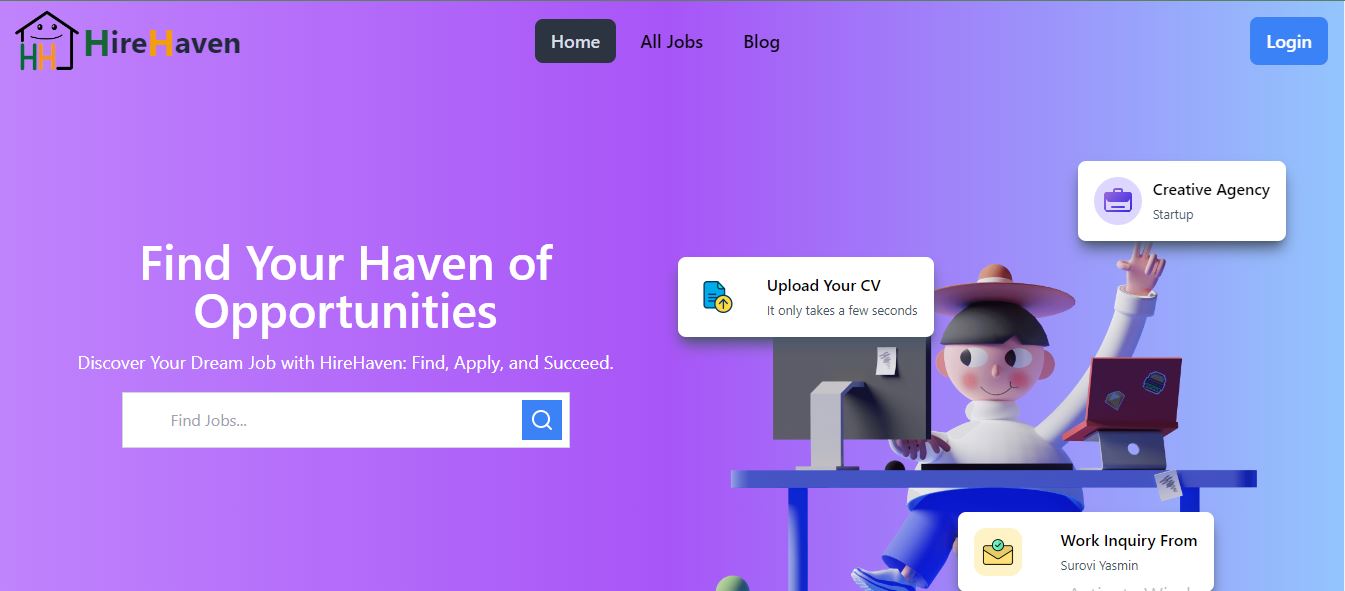 HireHaven
Home
All Jobs
Blog
Login
Creative Agency
Startup
Upload Your CV
It only takes a few seconds
Find Your Haven of
Opportunities
Discover Your Dream Job with HireHaven: Find, Apply, and Succeed.
Find Jobs...
Work Inquiry From
Surovi Yasmin